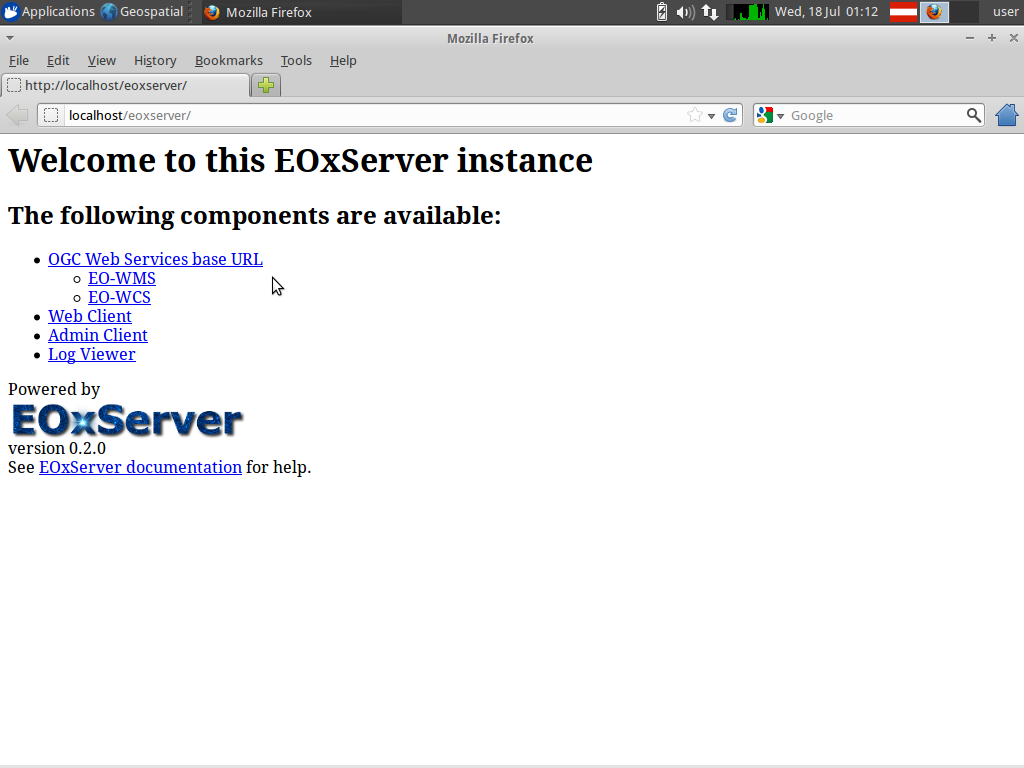 Applications Geospatial Mozilla Firefox Wed, 18 Jul 01:12 user
Mozilla Firefox
File Edit View History Bookmarks Tools Help
http://localhost/eoxserver/
localhost/eoxserver/ Google
Welcome to this EOxServer instance
The following components are available:
OGC Web Services base URL
EO-WMS
EO-WCS
Web Client
Admin Client
Log Viewer
Powered by
EOxServer
version 0.2.0
See EOxServer documentation for help.